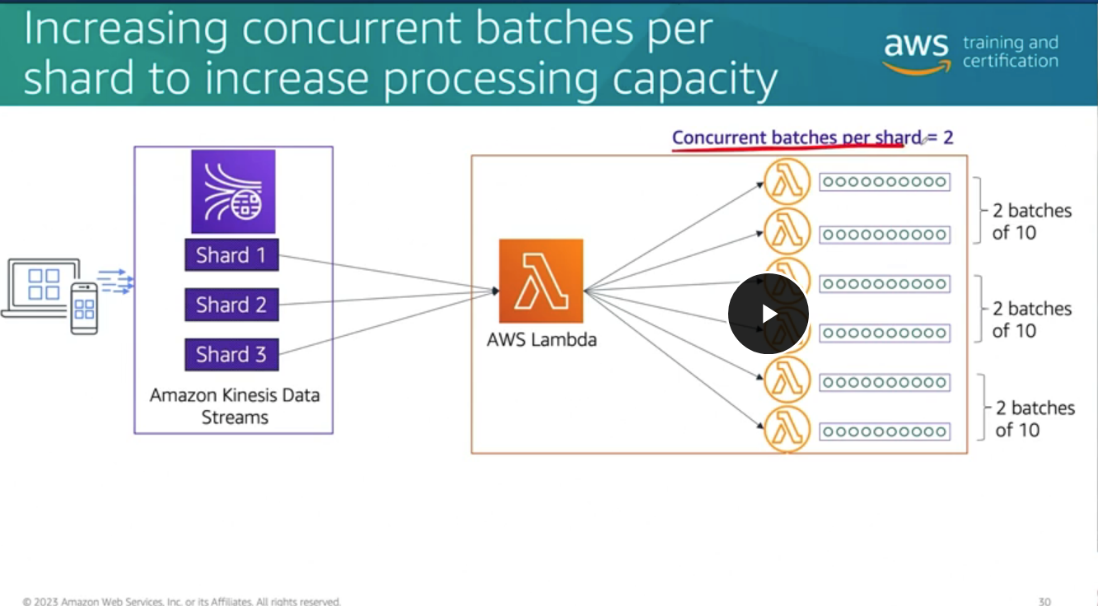 Increasing concurrent batches per
shard to increase processing capacity
aws training and
certification
Concurrent batches per shard = 2
Shard 1
Shard 2
Shard 3
Amazon Kinesis Data
Streams
AWS Lambda
2 batches
of 10
2 batches
of 10
2 batches
of 10
© 2023 Amazon Web Services, Inc. or its Affiliates. All rights reserved.
30